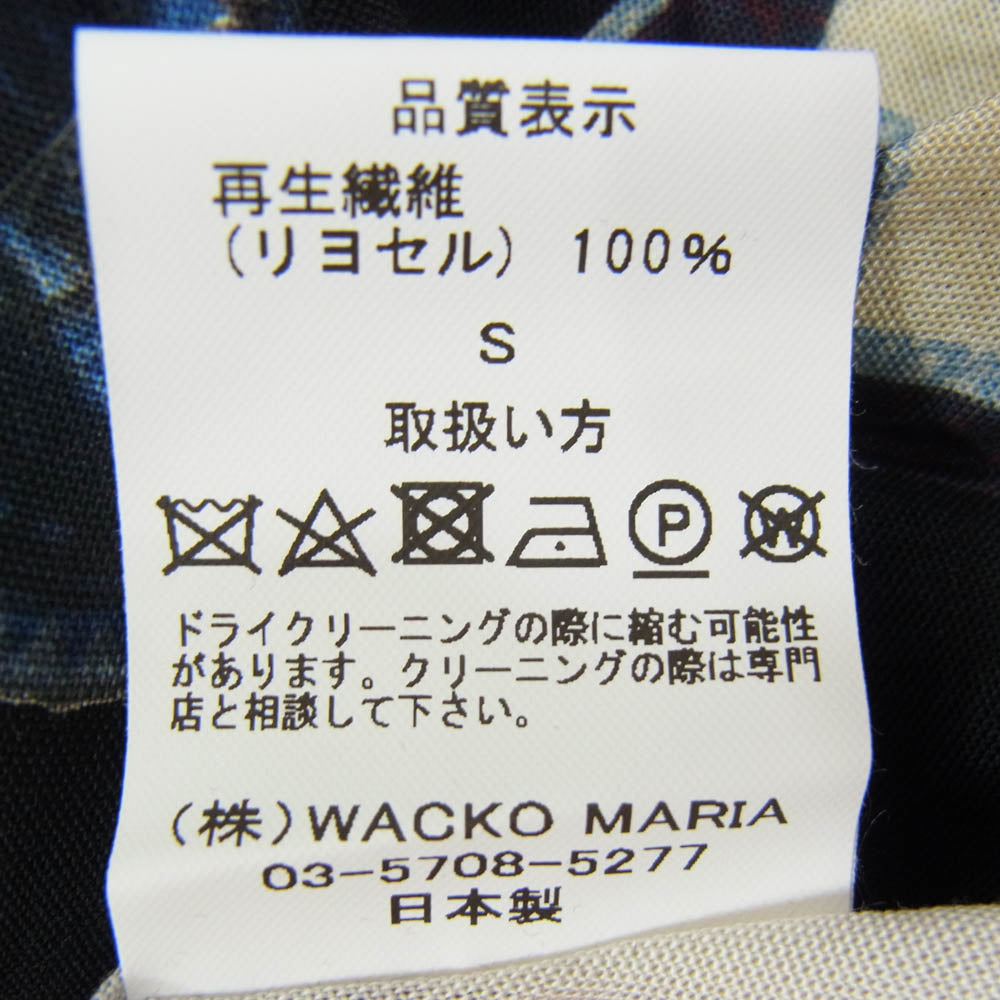 品質表示
再生繊維
(リヨセル) 100%
S
取扱い方
P
W
ドライクリーニングの際に縮む可能性
があります。クリーニングの際は専門
店と相談して下さい。
(株)WACKO MARIA
03-5708-5277
日本製